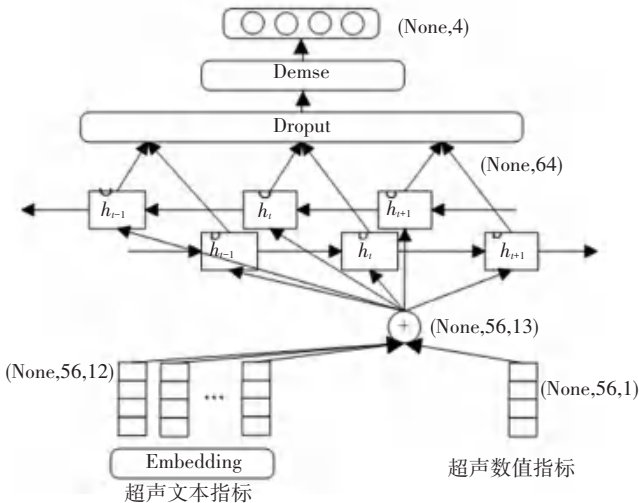 (None,4)
Demse
Droput
(None,64)
h_{t-1} h_t h_{t+1}
h_{t-1} h_t h_{t+1}
+ (None,56,13)
(None,56,12) ... (None,56,1)
Embedding
超声文本指标
超声数值指标